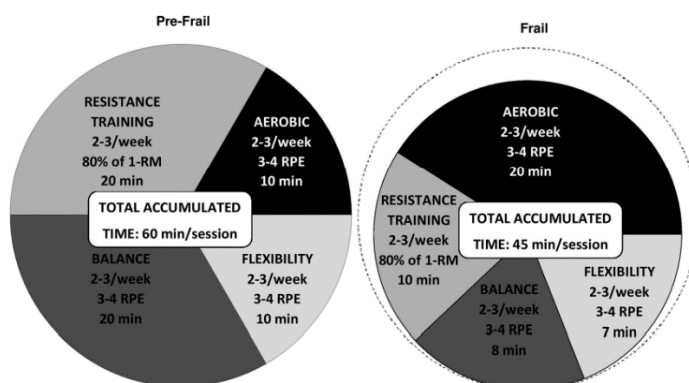 Pre-Frail
RESISTANCE
TRAINING
2-3/week
80% of 1-RM
20 min
AEROBIC
2-3/week
3-4 RPE
10 min
TOTAL ACCUMULATED
TIME: 60 min/session
BALANCE
2-3/week
3-4 RPE
20 min
FLEXIBILITY
2-3/week
3-4 RPE
10 min
Frail
AEROBIC
2-3/week
3-4 RPE
20 min
RESISTANCE
TRAINING
2-3/week
80% of 1-RM
10 min
TOTAL ACCUMULATED
TIME: 45 min/session
BALANCE
2-3/week
3-4 RPE
8 min
FLEXIBILITY
2-3/week
3-4 RPE
7 min